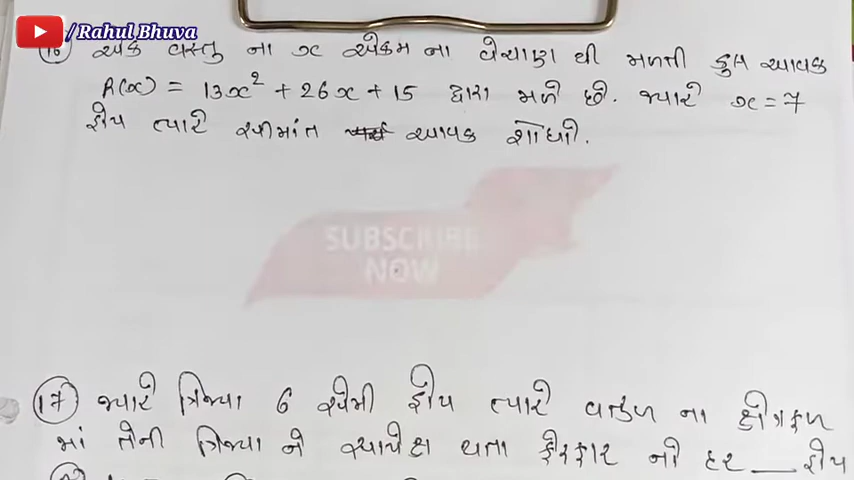 /Rahul Bhuva
એક વસ્તુ ના x એકમ ના વેચાણ થી મળતી કુલ આવક
R(x) = 13x² + 26x + 15 દ્વારા મળે છે. જ્યારે x = 7
હોય ત્યારે સીમાંત આવક શોધો.
SUBSCRIBE
NOW
(17) જ્યારે ત્રિજ્યા 6 સેમી હોય ત્યારે વર્તુળ ના ક્ષેત્રફળ
માં તેની ત્રિજ્યા ને સાપેક્ષ થતા ફેરફાર નો દર ___ હોય